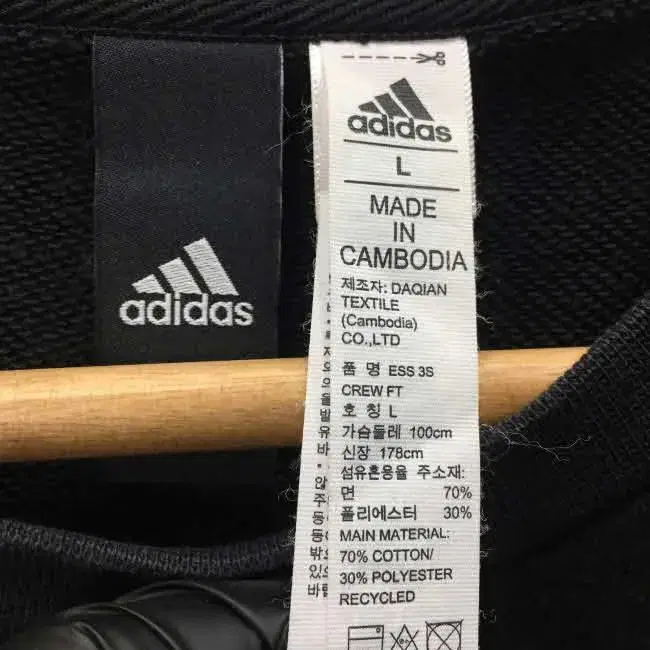 adidas
adidas
L
MADE
IN
CAMBODIA
제조자: DAQIAN
TEXTILE
(Cambodia)
CO.,LTD
품 명 ESS 3S
CREW FT
호 칭 L
가슴둘레 100cm
신장 178cm
섬유혼용율 주소재:
면 70%
폴리에스터 30%
MAIN MATERIAL:
70% COTTON/
30% POLYESTER
RECYCLED